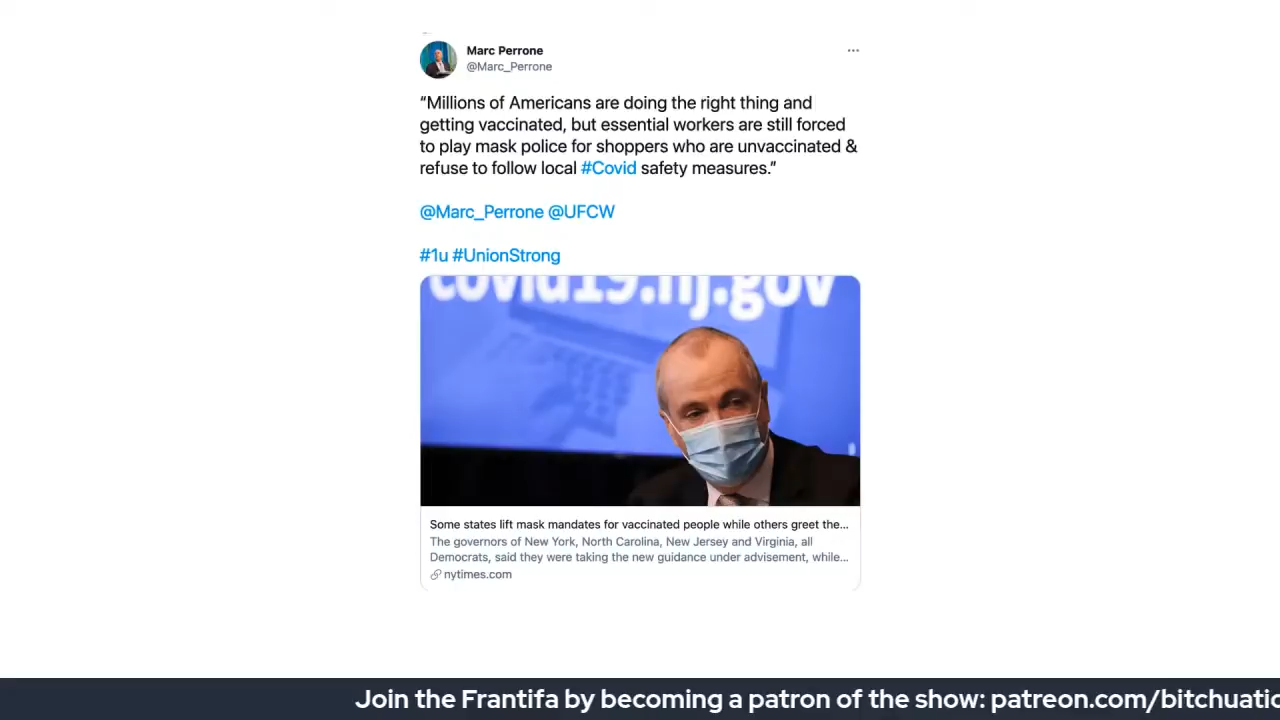 Marc Perrone
@Marc_Perrone
“Millions of Americans are doing the right thing and
getting vaccinated, but essential workers are still forced
to play mask police for shoppers who are unvaccinated &
refuse to follow local #Covid safety measures.”
@Marc_Perrone @UFCW
#1u #UnionStrong
covid19.nj.gov
Some states lift mask mandates for vaccinated people while others greet the...
The governors of New York, North Carolina, New Jersey and Virginia, all
Democrats, said they were taking the new guidance under advisement, while...
nytimes.com
Join the Frantifa by becoming a patron of the show: patreon.com/bitchuatio